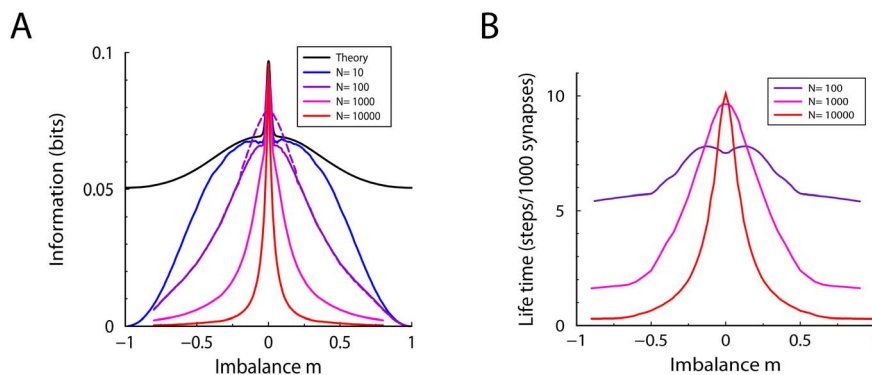 A
0.1
0.05
0
Information (bits)
−1
−0.5
0
0.5
1
Imbalance m
Theory
N= 10
N= 100
N= 1000
N= 10000
B
10
5
0
Life time (steps/1000 synapses)
−1
−0.5
0
0.5
1
Imbalance m
N= 100
N= 1000
N= 10000